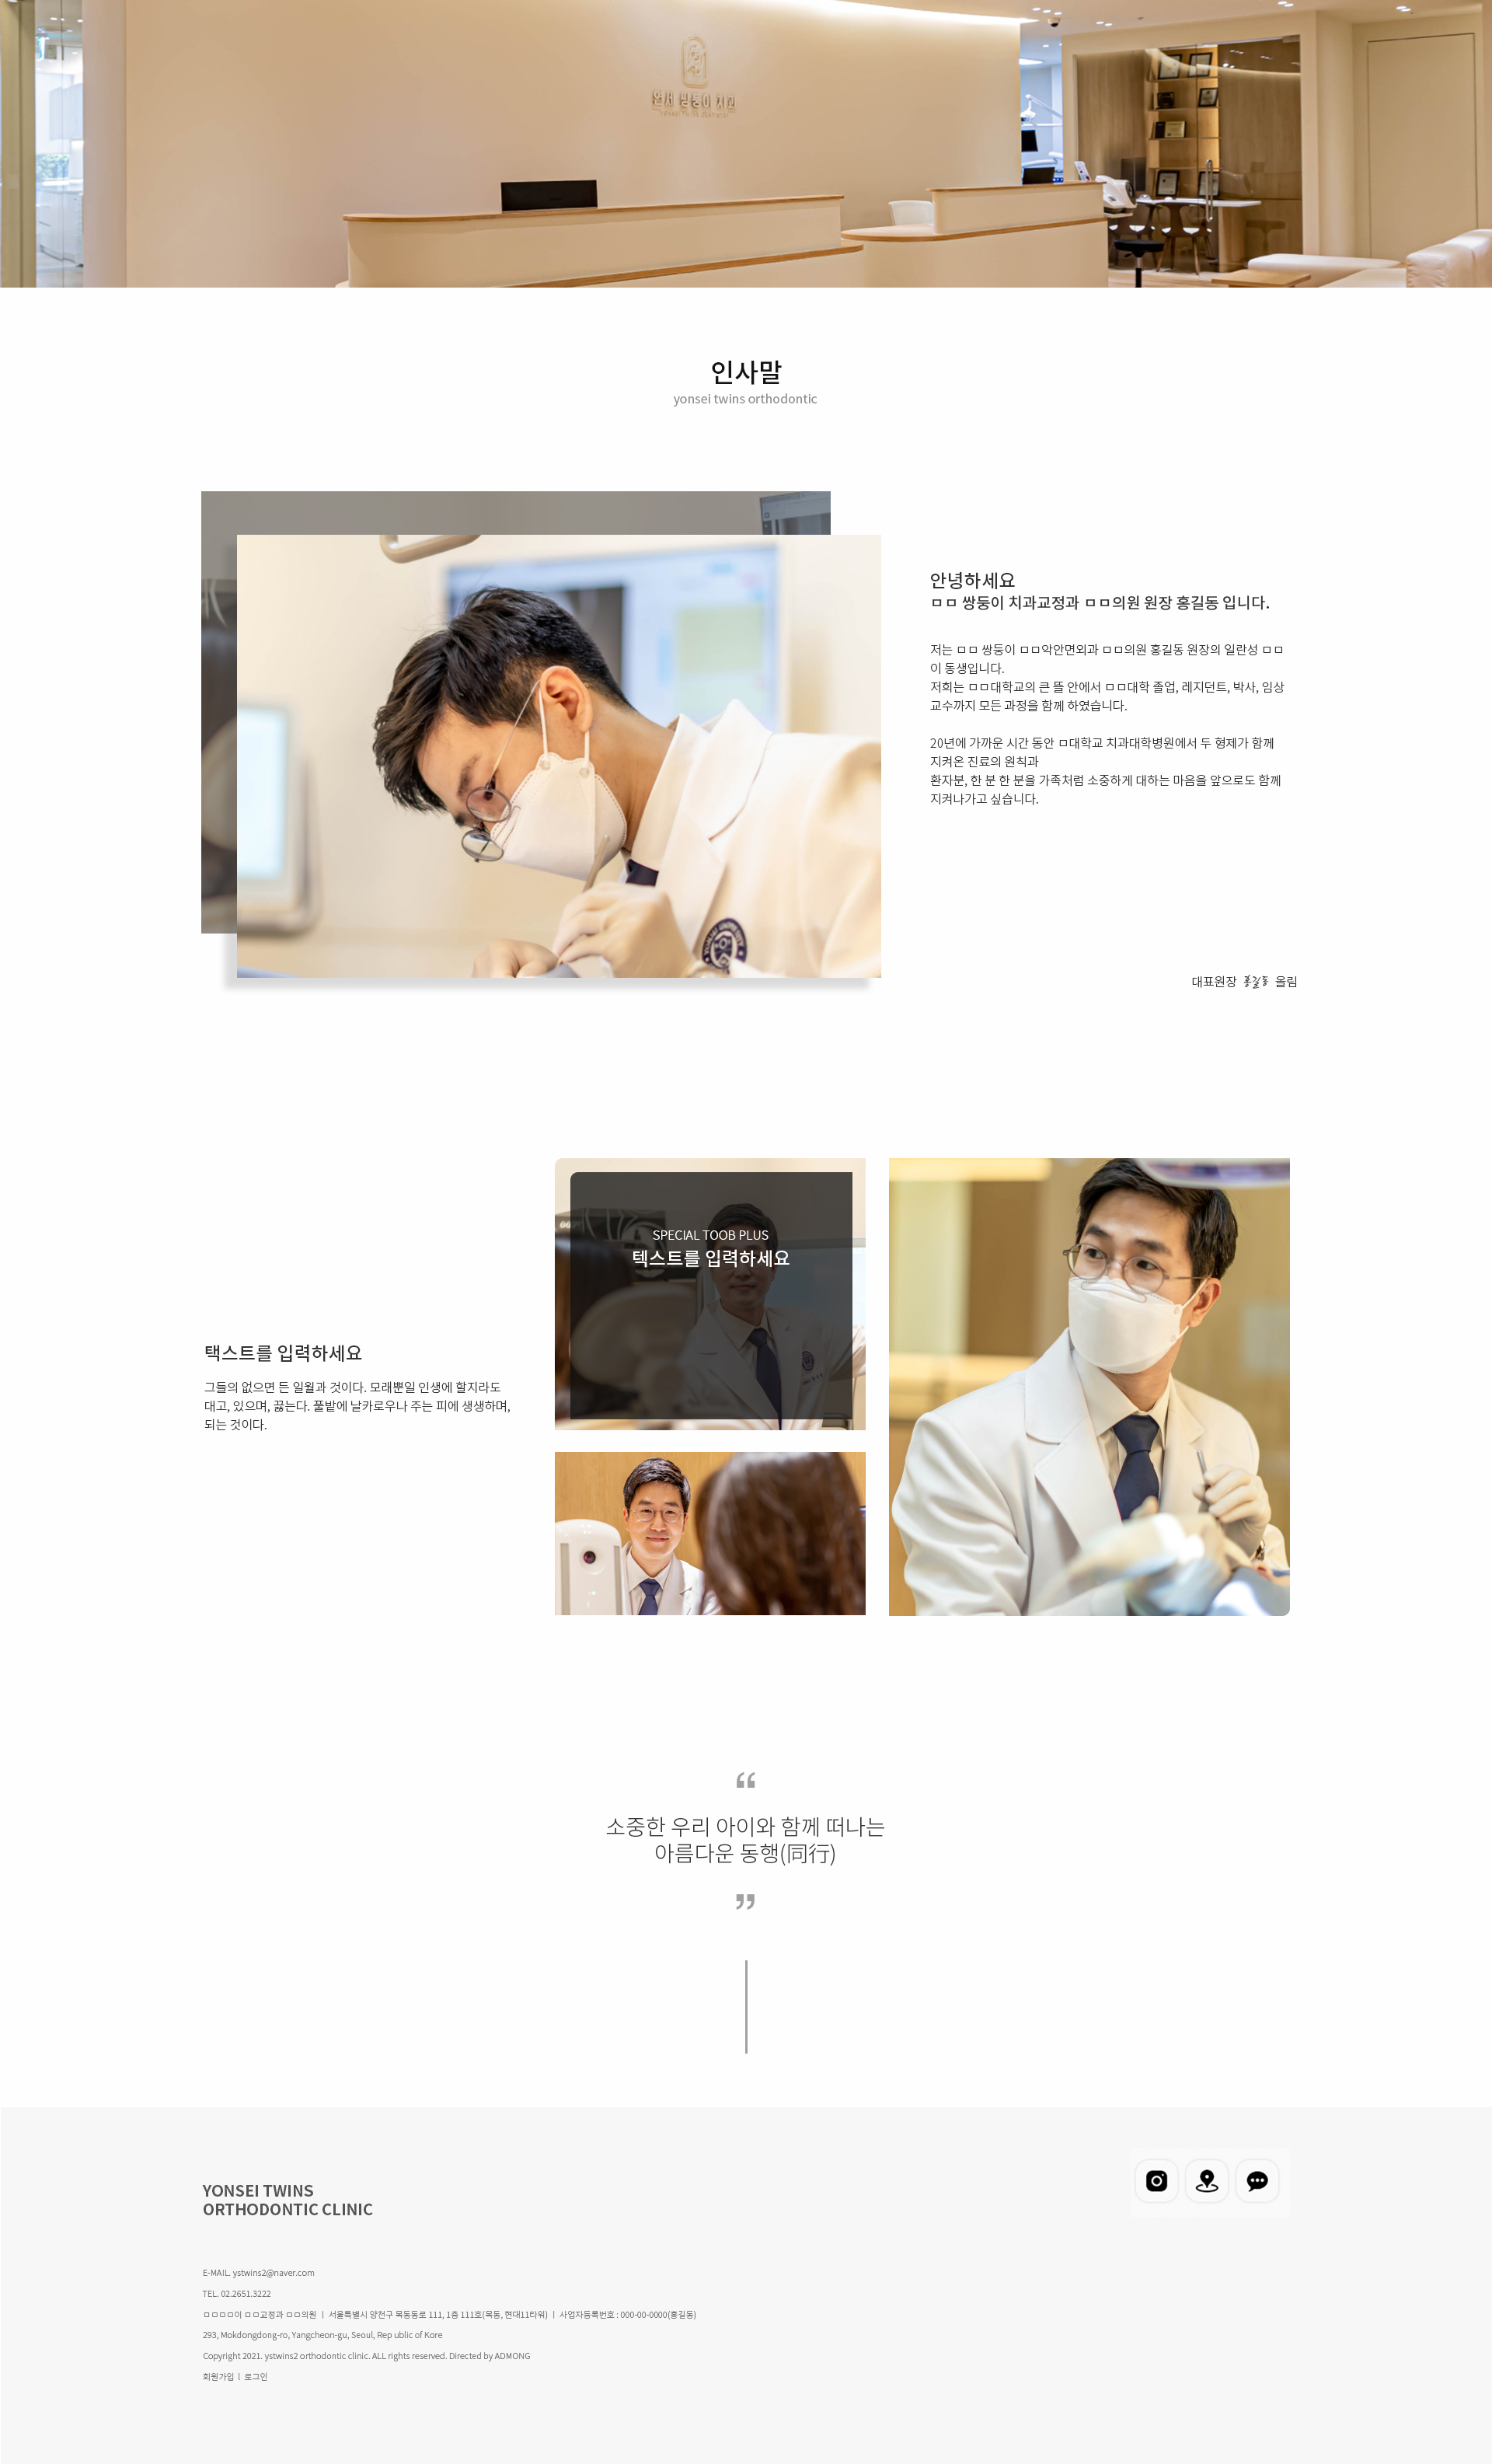 연세 쌍둥이 치과
인사말
yonsei twins orthodontic
안녕하세요
ㅁㅁ 쌍둥이 치과교정과 ㅁㅁ의원 원장 홍길동 입니다.
저는 ㅁㅁ 쌍둥이 ㅁㅁ악안면외과 ㅁㅁ의원 홍길동 원장의 일란성 ㅁㅁ
이 동생입니다.
저희는 ㅁㅁ대학교의 큰 뜰 안에서 ㅁㅁ대학 졸업, 레지던트, 박사, 임상
교수까지 모든 과정을 함께 하였습니다.
20년에 가까운 시간 동안 ㅁ대학교 치과대학병원에서 두 형제가 함께
지켜온 진료의 원칙과
환자분, 한 분 한 분을 가족처럼 소중하게 대하는 마음을 앞으로도 함께
지켜나가고 싶습니다.
대표원장 홍길동 올림
SPECIAL TOOB PLUS
텍스트를 입력하세요
택스트를 입력하세요
그들의 없으면 든 일월과 것이다. 모래뿐일 인생에 할지라도
대고, 있으며, 끓는다. 풀밭에 날카로우나 주는 피에 생생하며,
되는 것이다.
“
소중한 우리 아이와 함께 떠나는
아름다운 동행(同行)
”
YONSEI TWINS
ORTHODONTIC CLINIC
E-MAIL. ystwins2@naver.com
TEL. 02.2651.3222
ㅁㅁㅁㅁ이 ㅁㅁ교정과 ㅁㅁ의원 ㅣ 서울특별시 양천구 목동동로 111, 1층 111호(목동, 현대11타워) ㅣ 사업자등록번호 : 000-00-0000(홍길동)
293, Mokdongdong-ro, Yangcheon-gu, Seoul, Rep ublic of Kore
Copyright 2021. ystwins2 orthodontic clinic. ALL rights reserved. Directed by ADMONG
회원가입 ㅣ 로그인